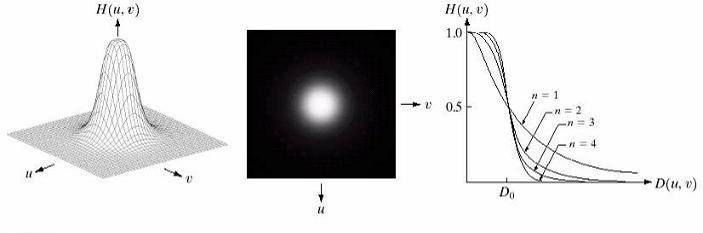 H(u, v)
u
v
v
u
H(u, v)
1.0
0.5
n = 1
n = 2
n = 3
n = 4
D₀
D(u, v)